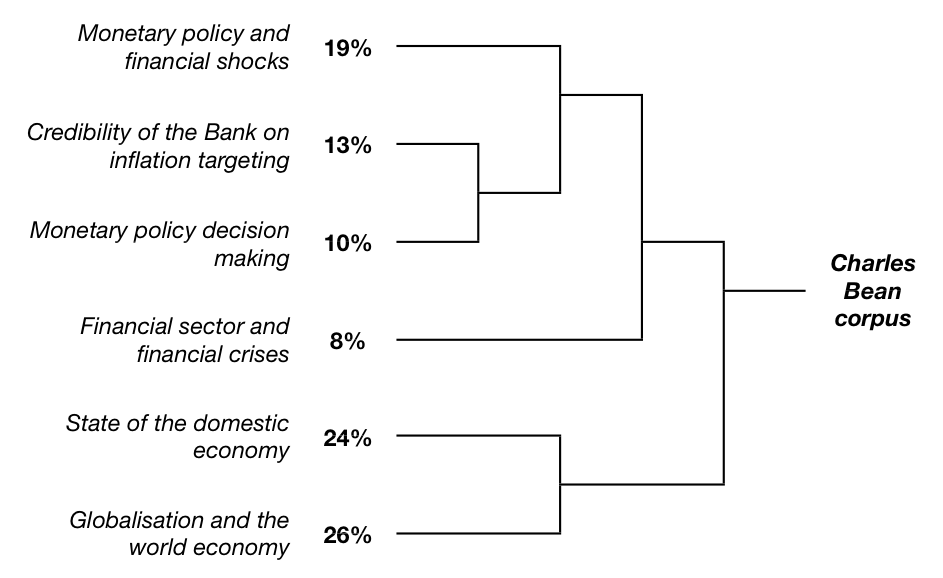 Monetary policy and
financial shocks
19%
Credibility of the Bank on
inflation targeting
13%
Monetary policy decision
making
10%
Financial sector and
financial crises
8%
State of the domestic
economy
24%
Globalisation and the
world economy
26%
Charles
Bean
corpus